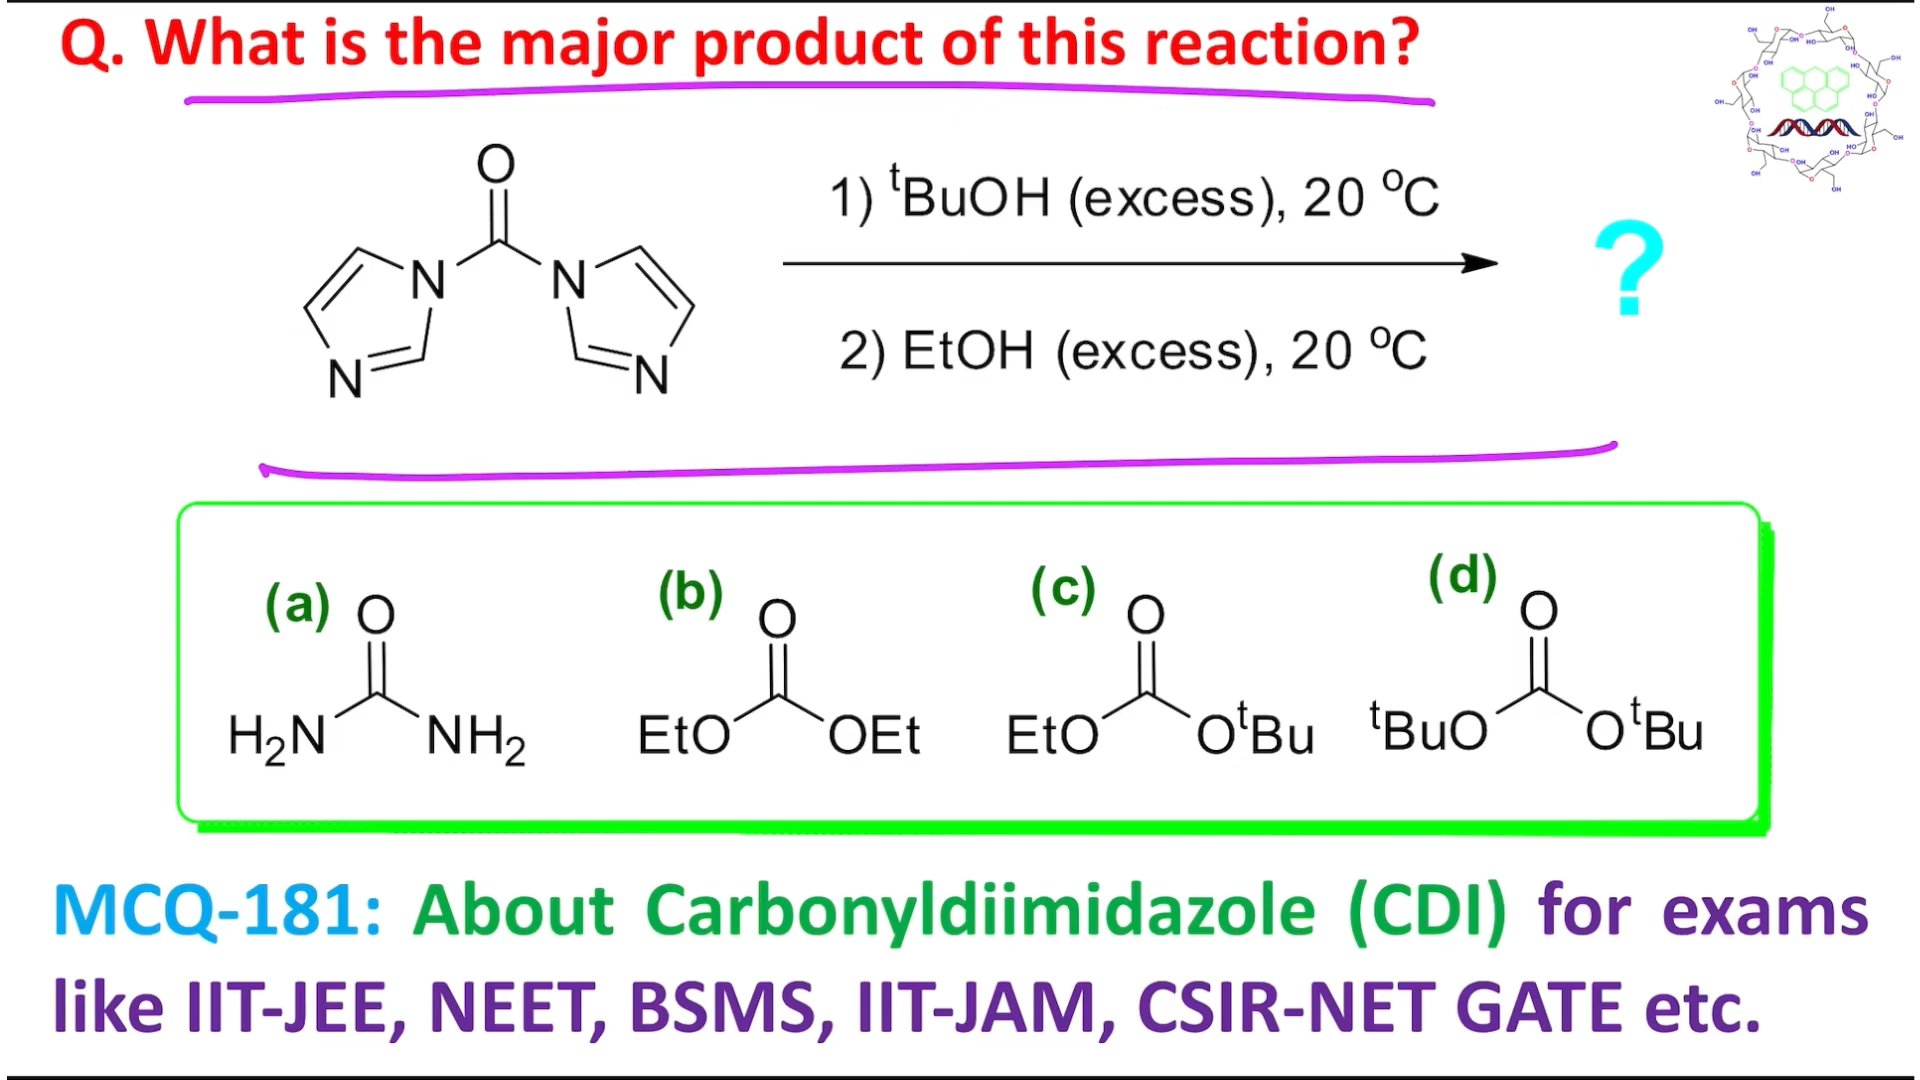 Q. What is the major product of this reaction?
O
N N
N N
1) ᵗBuOH (excess), 20 ºC
2) EtOH (excess), 20 ºC
?
(a) (b) (c) (d)
O O O O
H₂N NH₂ EtO OEt EtO OᵗBu ᵗBuO OᵗBu
MCQ-181: About Carbonyldiimidazole (CDI) for exams
like IIT-JEE, NEET, BSMS, IIT-JAM, CSIR-NET GATE etc.